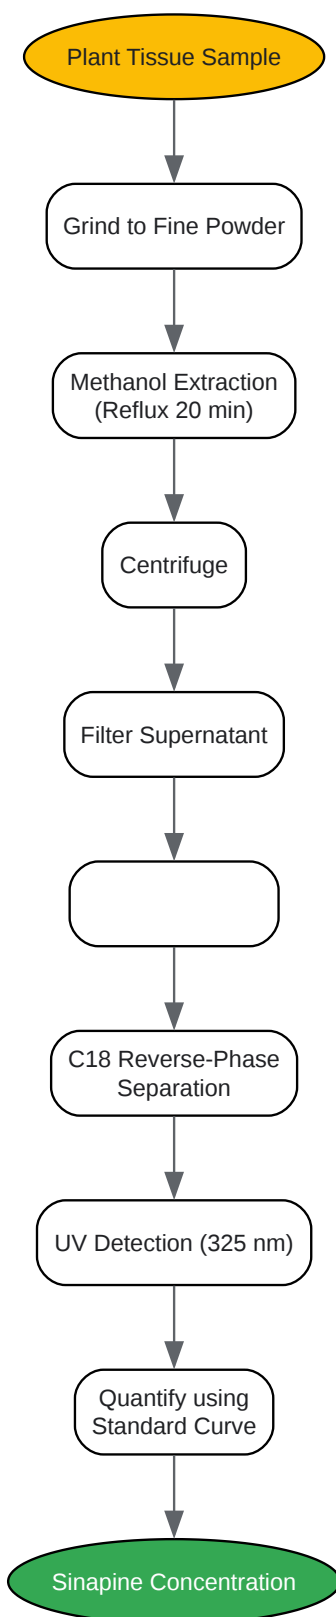 Plant Tissue Sample
Grind to Fine Powder
Methanol Extraction
(Reflux 20 min)
Centrifuge
Filter Supernatant
C18 Reverse-Phase
Separation
UV Detection (325 nm)
Quantify using
Standard Curve
Sinapine Concentration